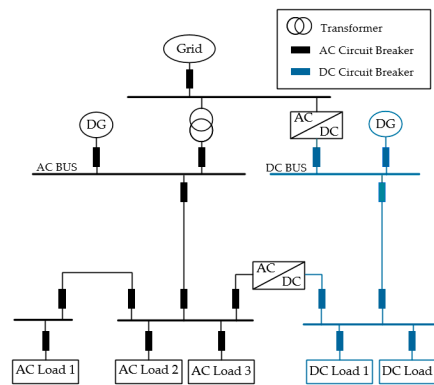 Transformer
Grid
AC Circuit Breaker
DC Circuit Breaker
AC
DC
DG
DG
AC BUS
DC BUS
AC
DC
AC Load 1
AC Load 2
AC Load 3
DC Load 1
DC Load